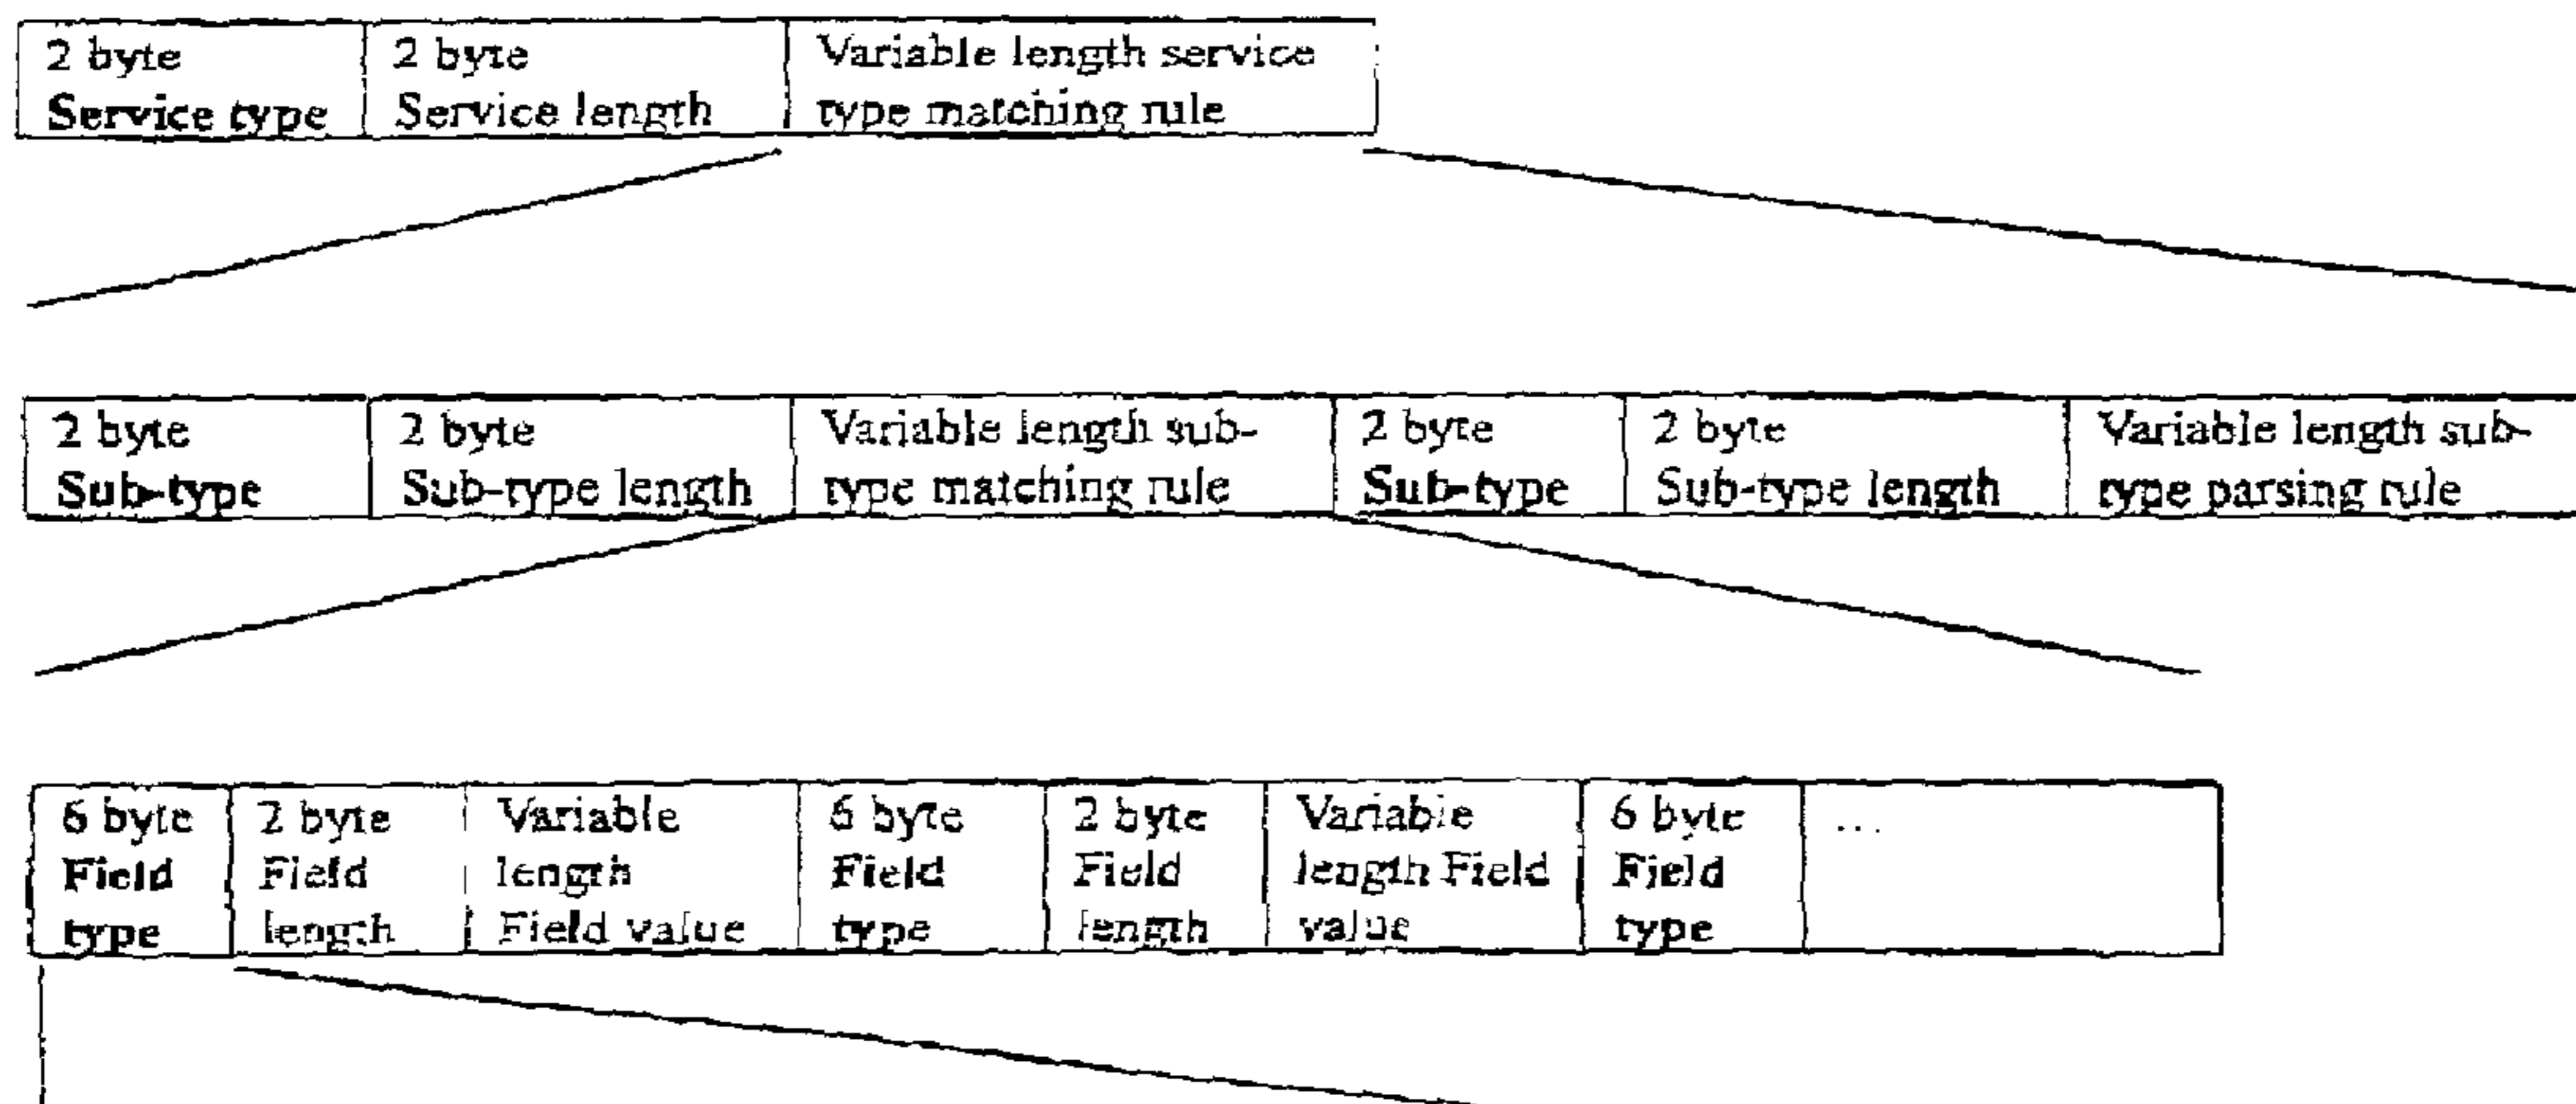 2 byte
Service type
2 byte
Service length
Variable length service
type matching rule
2 byte
Sub-type
2 byte
Sub-type length
Variable length sub-
type matching rule
2 byte
Sub-type
2 byte
Sub-type length
Variable length sub-
type parsing rule
6 byte
Field
type
2 byte
Field
length
Variable
length
Field value
6 byte
Field
type
2 byte
Field
length
Variable
length Field
value
6 byte
Field
type
...